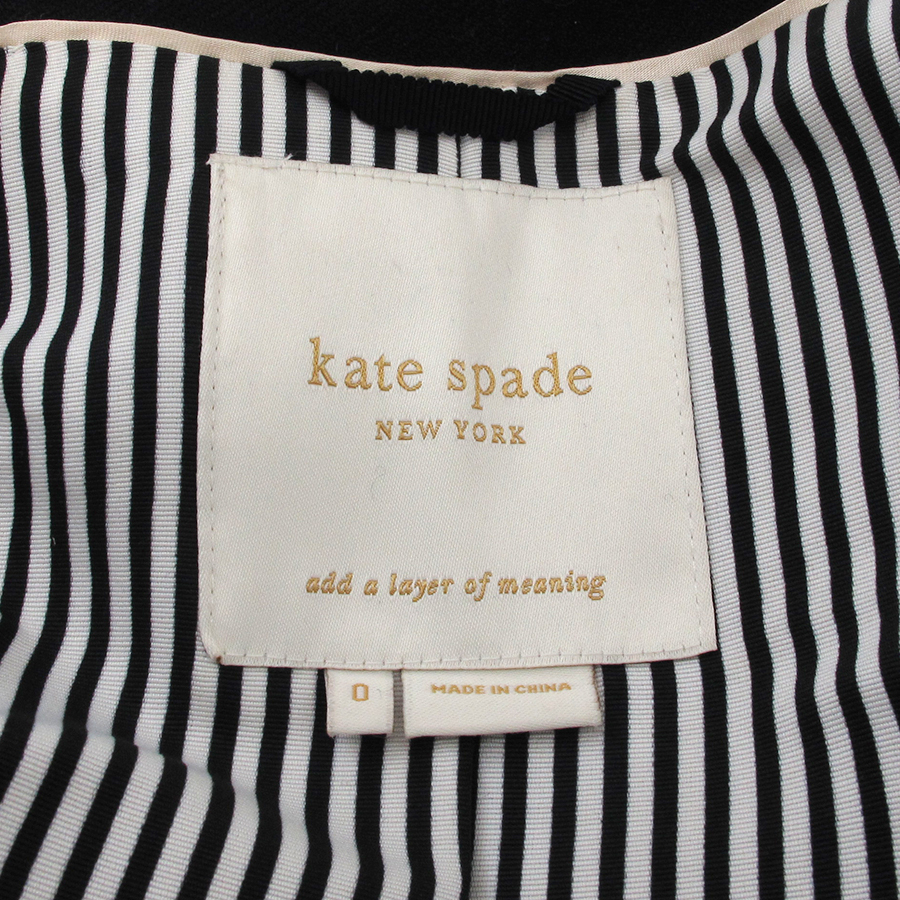 kate spade
NEW YORK
add a layer of meaning
0
MADE IN CHINA